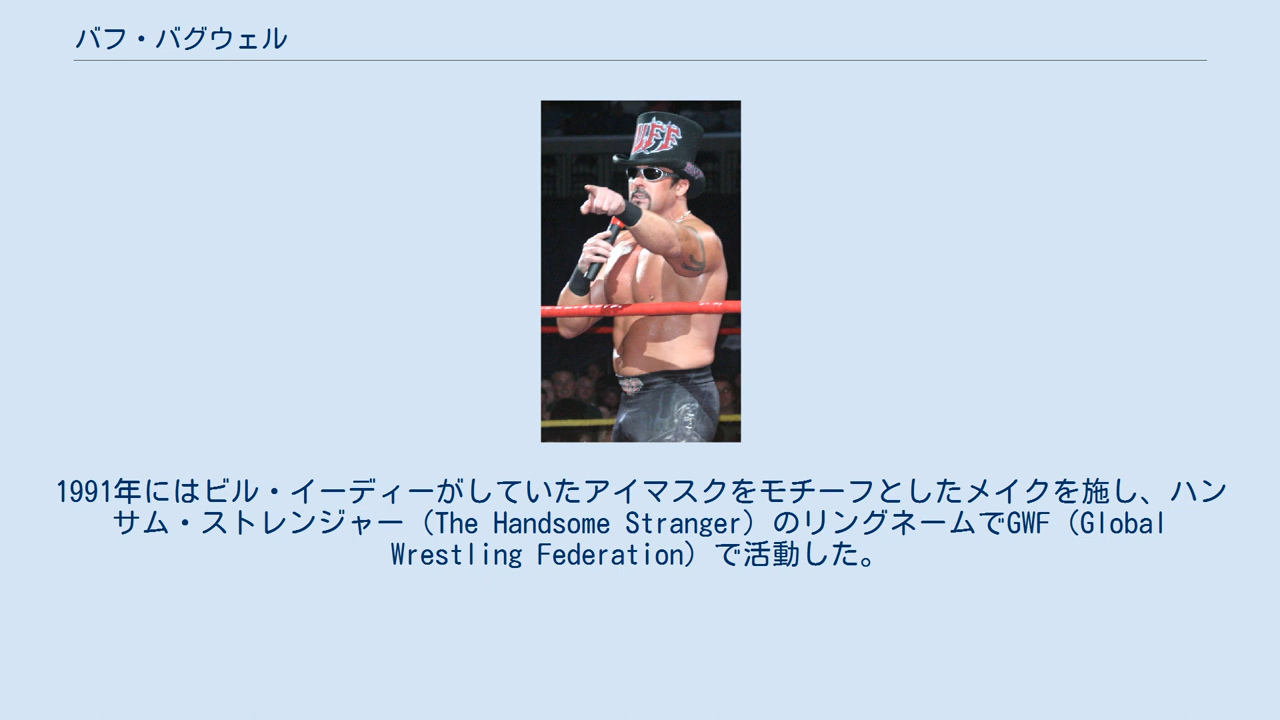 バフ・バグウェル
UFF
1991年にはビル・イーディーがしていたアイマスクをモチーフとしたメイクを施し、ハン
サム・ストレンジャー（The Handsome Stranger）のリングネームでGWF（Global
Wrestling Federation）で活動した。